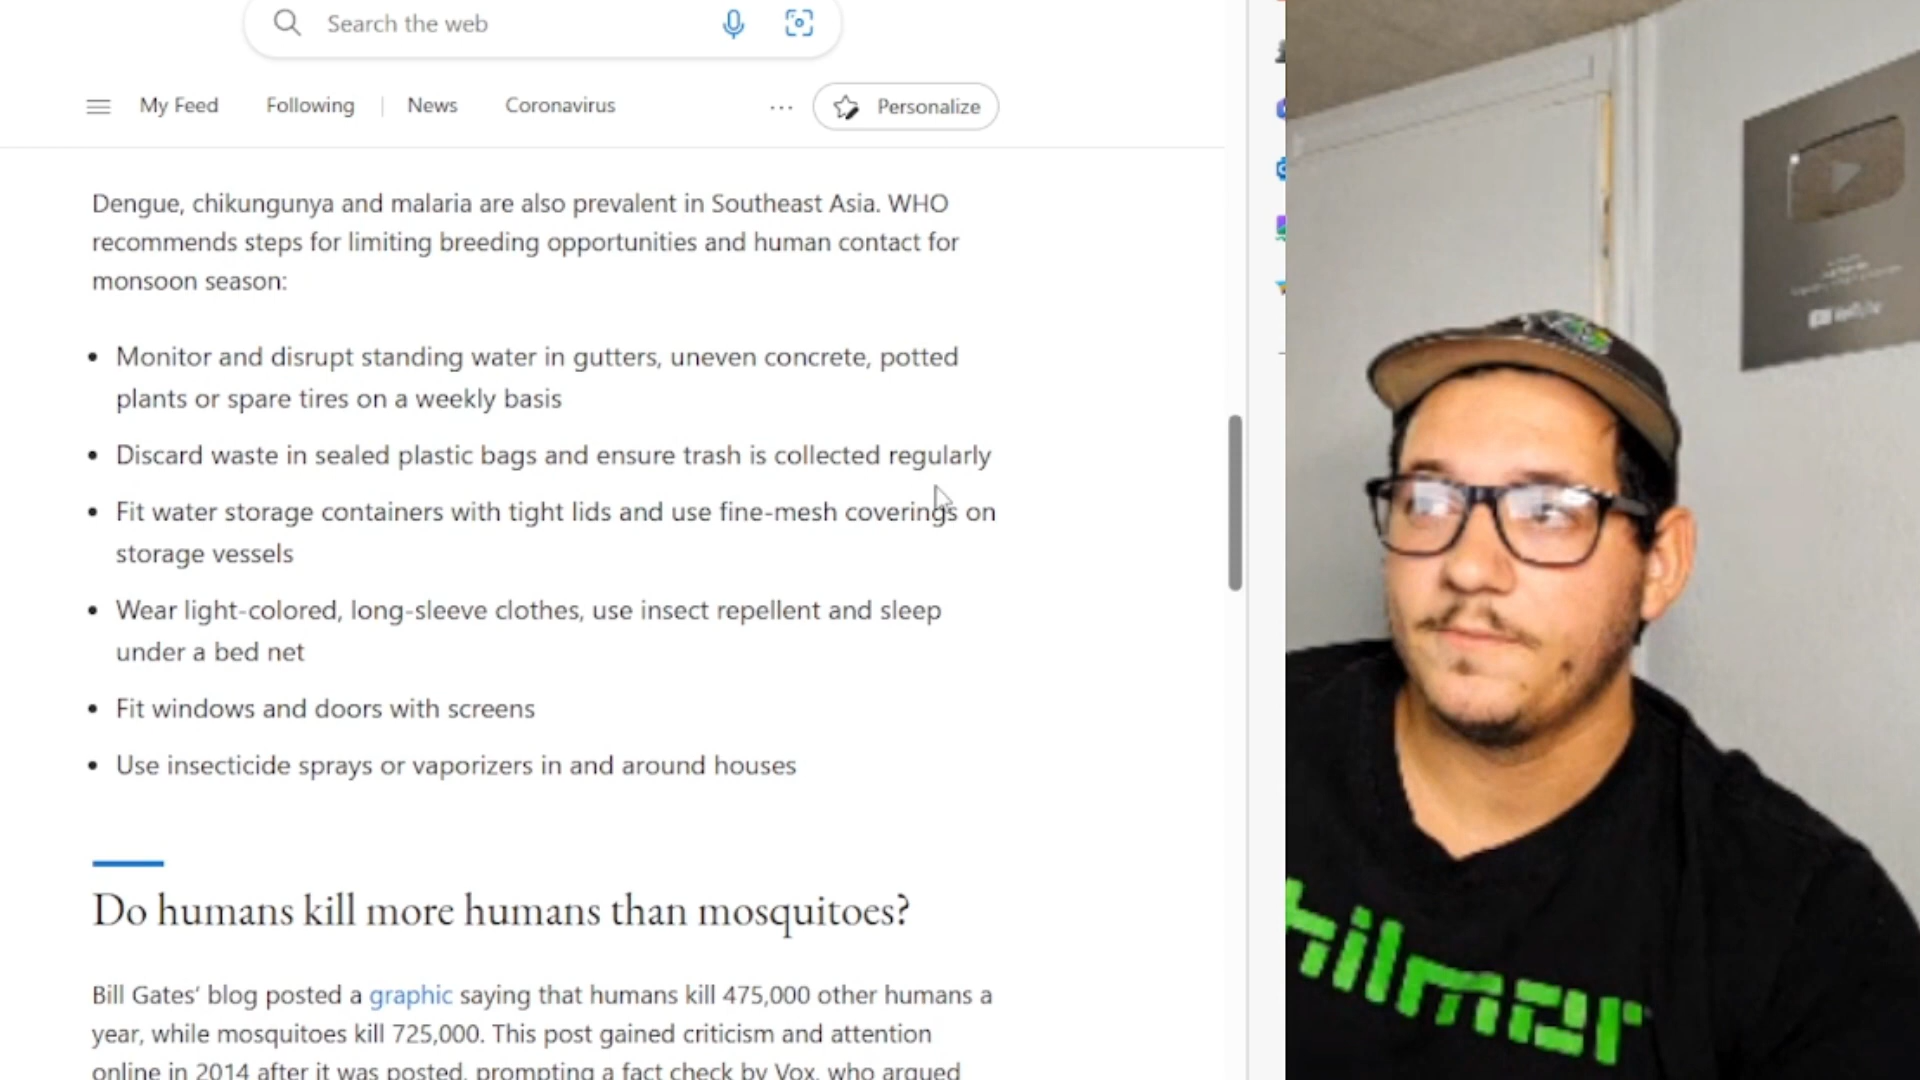 Search the web
My Feed Following News Coronavirus ... Personalize
Dengue, chikungunya and malaria are also prevalent in Southeast Asia. WHO
recommends steps for limiting breeding opportunities and human contact for
monsoon season:
• Monitor and disrupt standing water in gutters, uneven concrete, potted
plants or spare tires on a weekly basis
• Discard waste in sealed plastic bags and ensure trash is collected regularly
• Fit water storage containers with tight lids and use fine-mesh coverings on
storage vessels
• Wear light-colored, long-sleeve clothes, use insect repellent and sleep
under a bed net
• Fit windows and doors with screens
• Use insecticide sprays or vaporizers in and around houses
Do humans kill more humans than mosquitoes?
Bill Gates’ blog posted a graphic saying that humans kill 475,000 other humans a
year, while mosquitoes kill 725,000. This post gained criticism and attention
online in 2014 after it was posted, prompting a fact check by Vox, who argued
YouTube